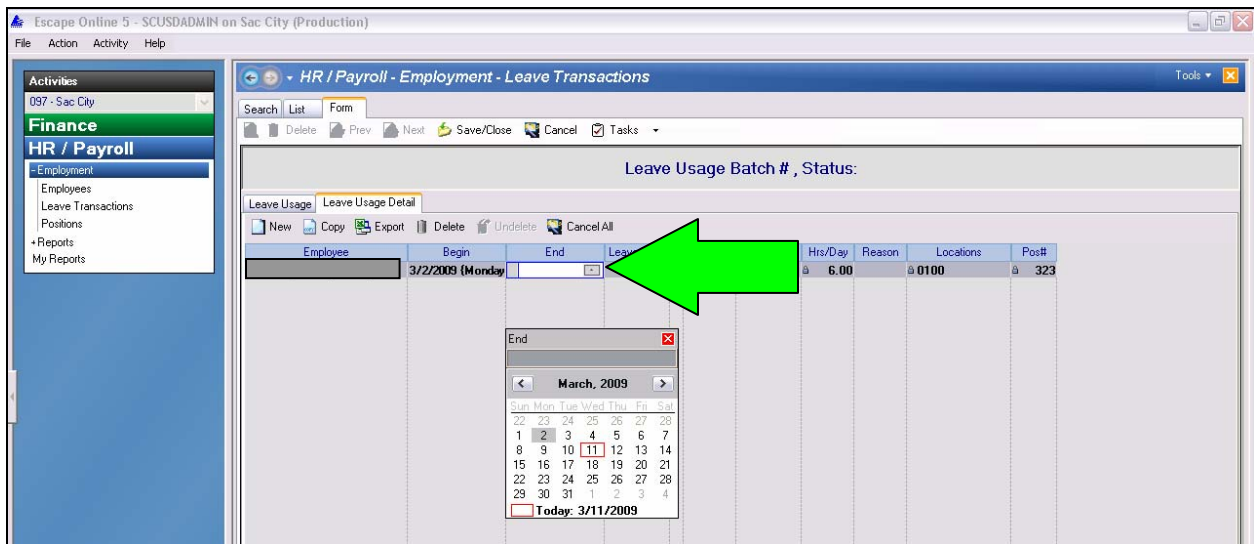 Escape Online 5 - SCUSDADMIN on Sac City (Production)
File Action Activity Help
Activities
097 - Sac City
Finance
HR / Payroll
- Employment
Employees
Leave Transactions
Positions
+ Reports
My Reports
HR / Payroll - Employment - Leave Transactions
Tools
Search List Form
Delete Prev Next Save/Close Cancel Tasks
Leave Usage Batch # , Status:
Leave Usage Leave Usage Detail
New Copy Export Delete Undelete Cancel All
Employee Begin End Leave Hrs/Day Reason Locations Pos#
3/2/2009 (Monday 6.00 0100 323
End
March, 2009
Sun Mon Tue Wed Thu Fri Sat
22 23 24 25 26 27 28
1 2 3 4 5 6 7
8 9 10 11 12 13 14
15 16 17 18 19 20 21
22 23 24 25 26 27 28
29 30 31 1 2 3 4
Today: 3/11/2009